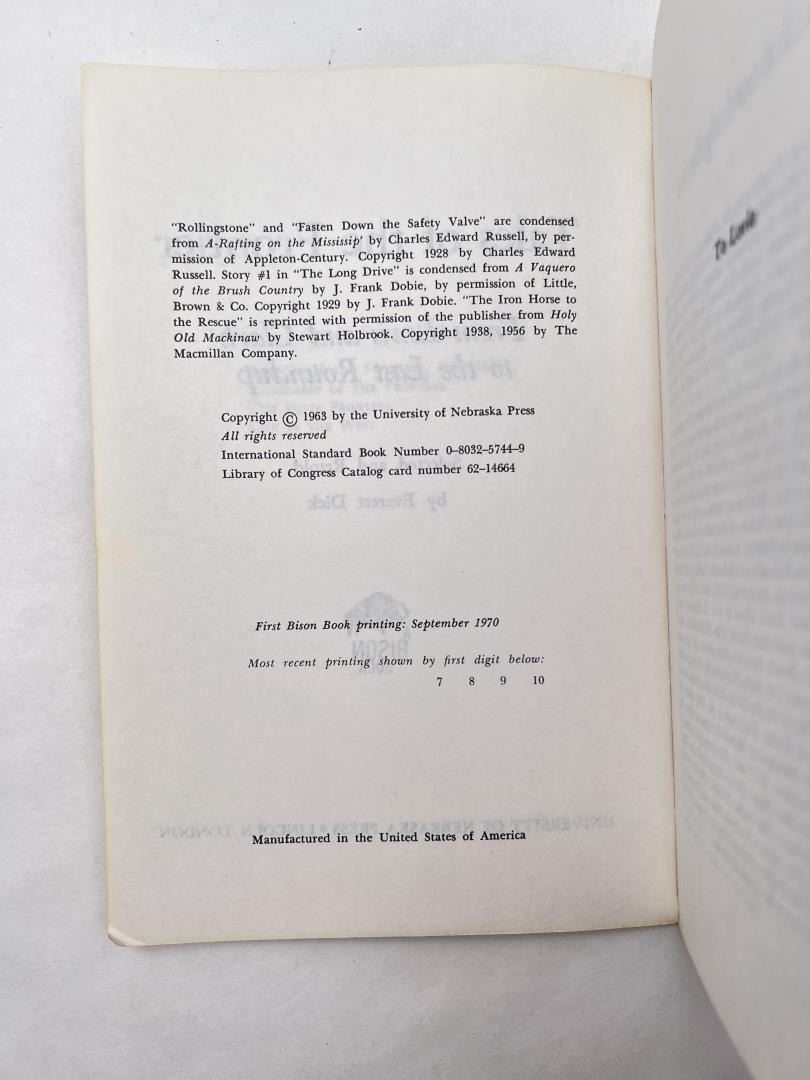 "Rollingstone" and "Fasten Down the Safety Valve" are condensed
from A-Rafting on the Mississip' by Charles Edward Russell, by per-
mission of Appleton-Century. Copyright 1928 by Charles Edward
Russell. Story #1 in "The Long Drive" is condensed from A Vaquero
of the Brush Country by J. Frank Dobie, by permission of Little,
Brown & Co. Copyright 1929 by J. Frank Dobie. "The Iron Horse to
the Rescue" is reprinted with permission of the publisher from Holy
Old Mackinaw by Stewart Holbrook. Copyright 1938, 1956 by The
Macmillan Company.
Copyright © 1963 by the University of Nebraska Press
All rights reserved
International Standard Book Number 0–8032–5744–9
Library of Congress Catalog card number 62–14664
First Bison Book printing: September 1970
Most recent printing shown by first digit below:
7 8 9 10
Manufactured in the United States of America
To